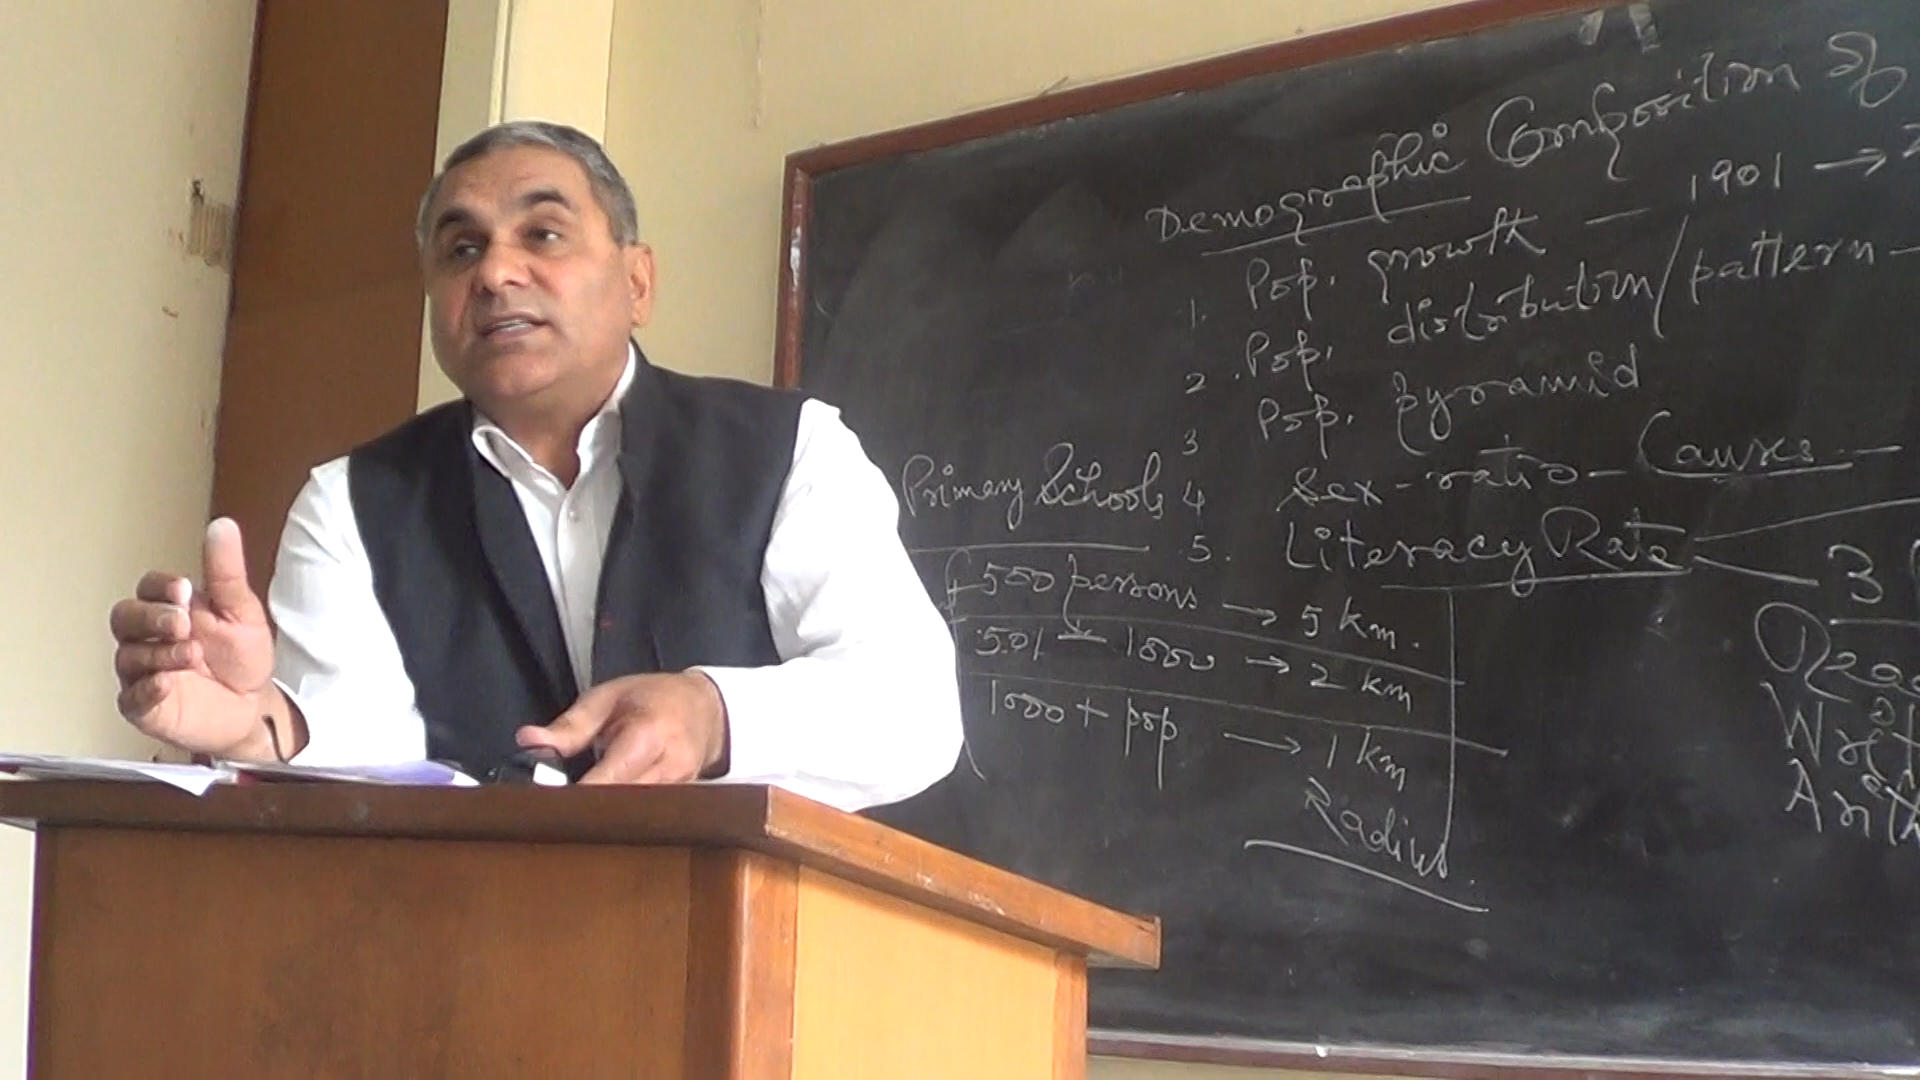 Demographic Composition
1. Pop. growth — 1901 →
2. Pop. distribution/pattern —
3 Pop. pyramid
4 Sex-ratio — Causes —
5. Literacy Rate
3
Primary Schools
500 persons → 5 km.
501 — 1000 → 2 km
1000 + pop → 1 km
Radius.